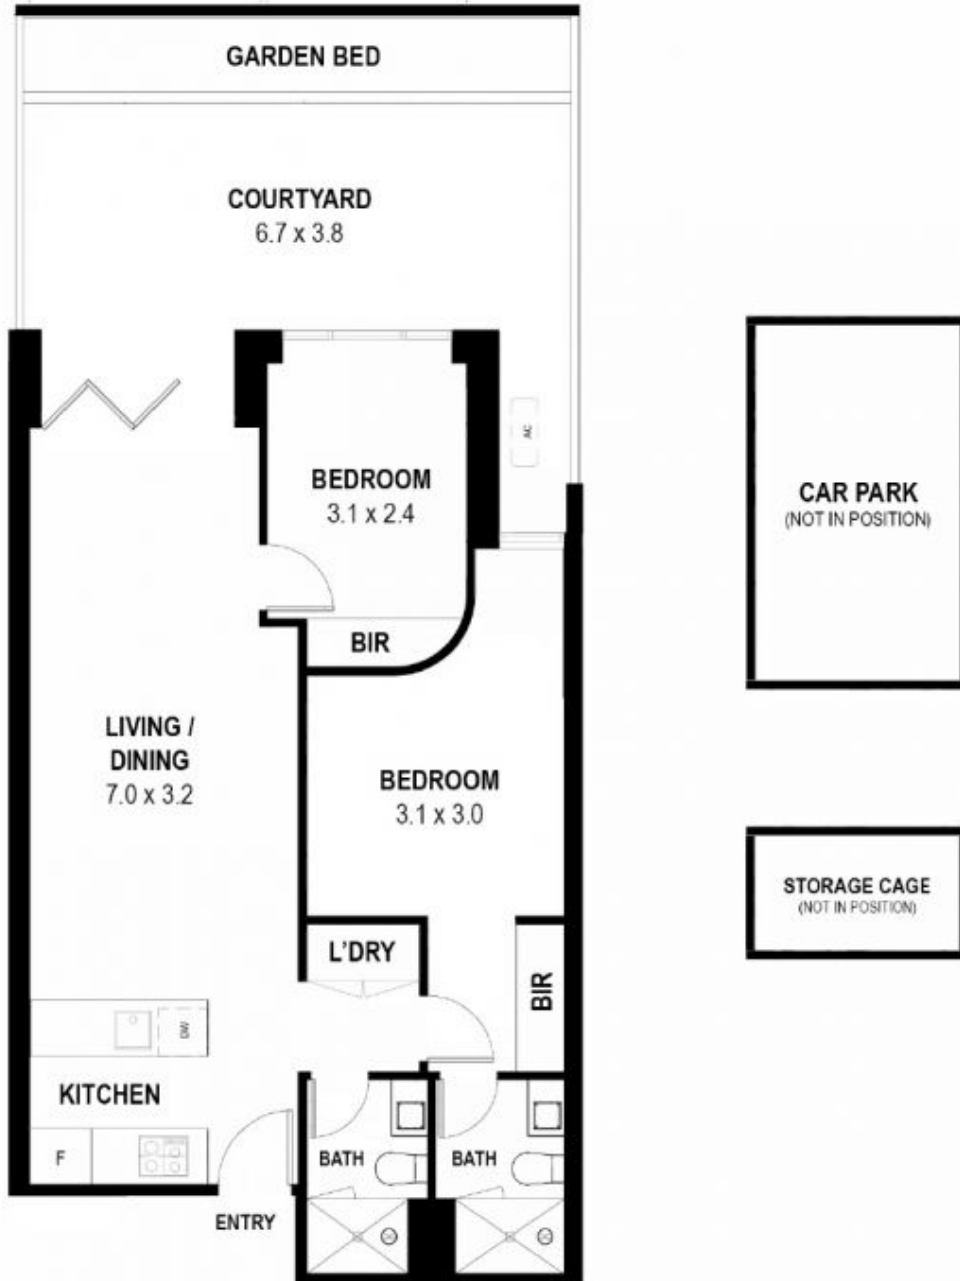 GARDEN BED
COURTYARD
6.7 x 3.8
AC
BEDROOM
3.1 x 2.4
CAR PARK
(NOT IN POSITION)
BIR
LIVING /
DINING
7.0 x 3.2
BEDROOM
3.1 x 3.0
STORAGE CAGE
(NOT IN POSITION)
L'DRY
BIR
DW
KITCHEN
F
BATH
BATH
ENTRY